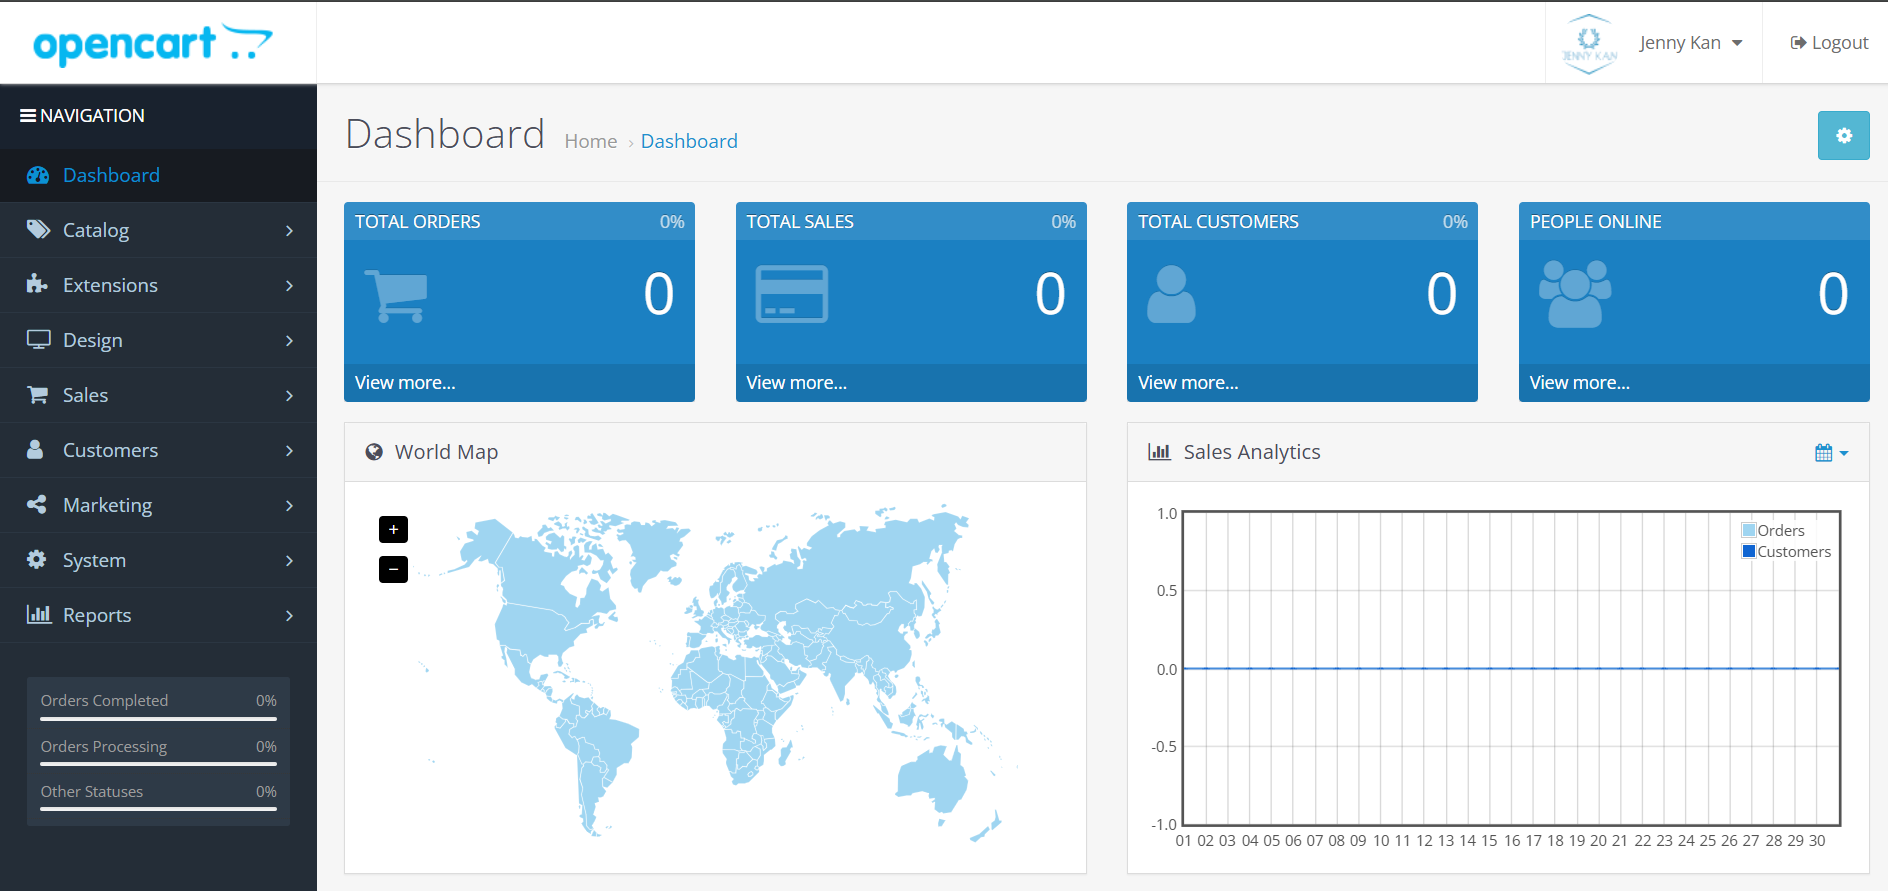 opencart
JENNY KAN
Jenny Kan
Logout
NAVIGATION
Dashboard
Catalog
Extensions
Design
Sales
Customers
Marketing
System
Reports
Orders Completed 0%
Orders Processing 0%
Other Statuses 0%
Dashboard Home › Dashboard
TOTAL ORDERS 0%
0
View more...
TOTAL SALES 0%
0
View more...
TOTAL CUSTOMERS 0%
0
View more...
PEOPLE ONLINE
0
View more...
World Map
+
−
Sales Analytics
1.0
0.5
0.0
-0.5
-1.0
Orders
Customers
01 02 03 04 05 06 07 08 09 10 11 12 13 14 15 16 17 18 19 20 21 22 23 24 25 26 27 28 29 30